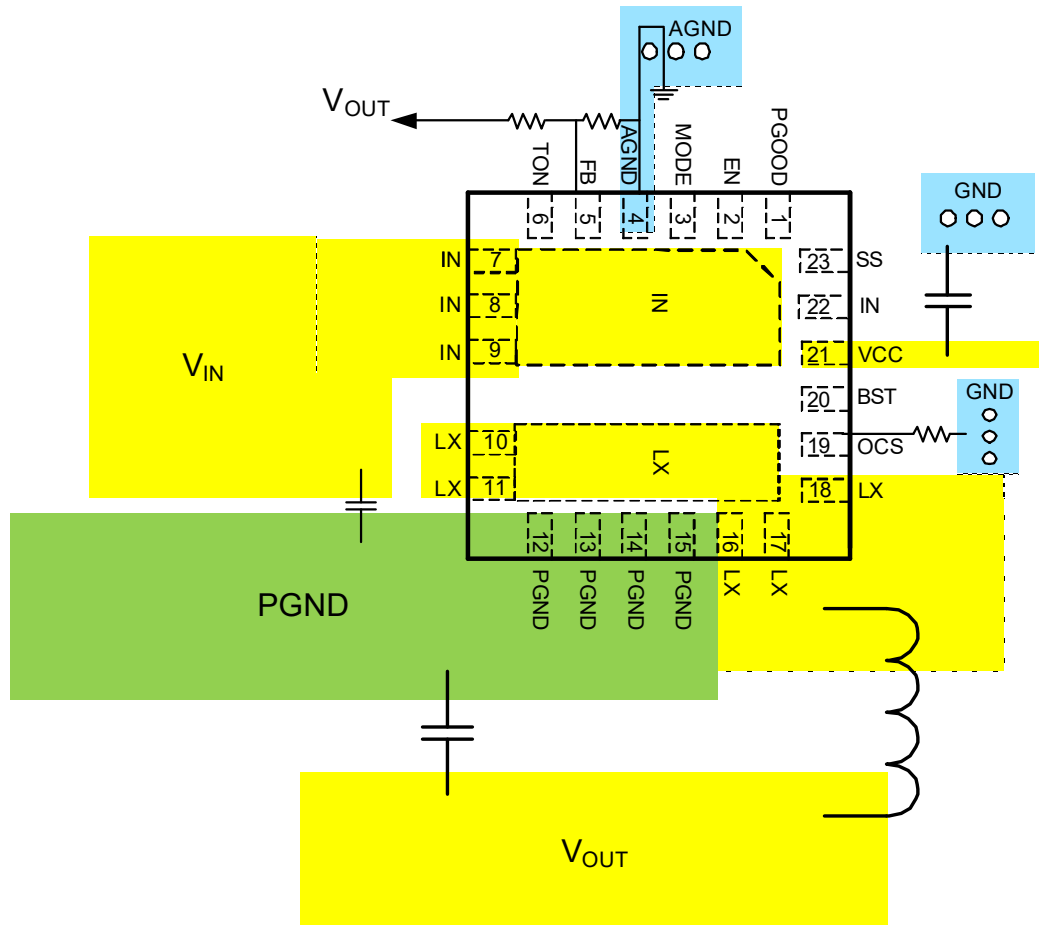 AGND
VOUT
TON
FB
AGND
MODE
EN
PGOOD
6
5
4
3
2
1
GND
IN 7
IN 8
IN 9
IN
23 SS
22 IN
21 VCC
20 BST
19 OCS
18 LX
GND
VIN
LX 10
LX 11
LX
12
13
14
15
16
17
PGND
PGND
PGND
PGND
LX
LX
PGND
VOUT